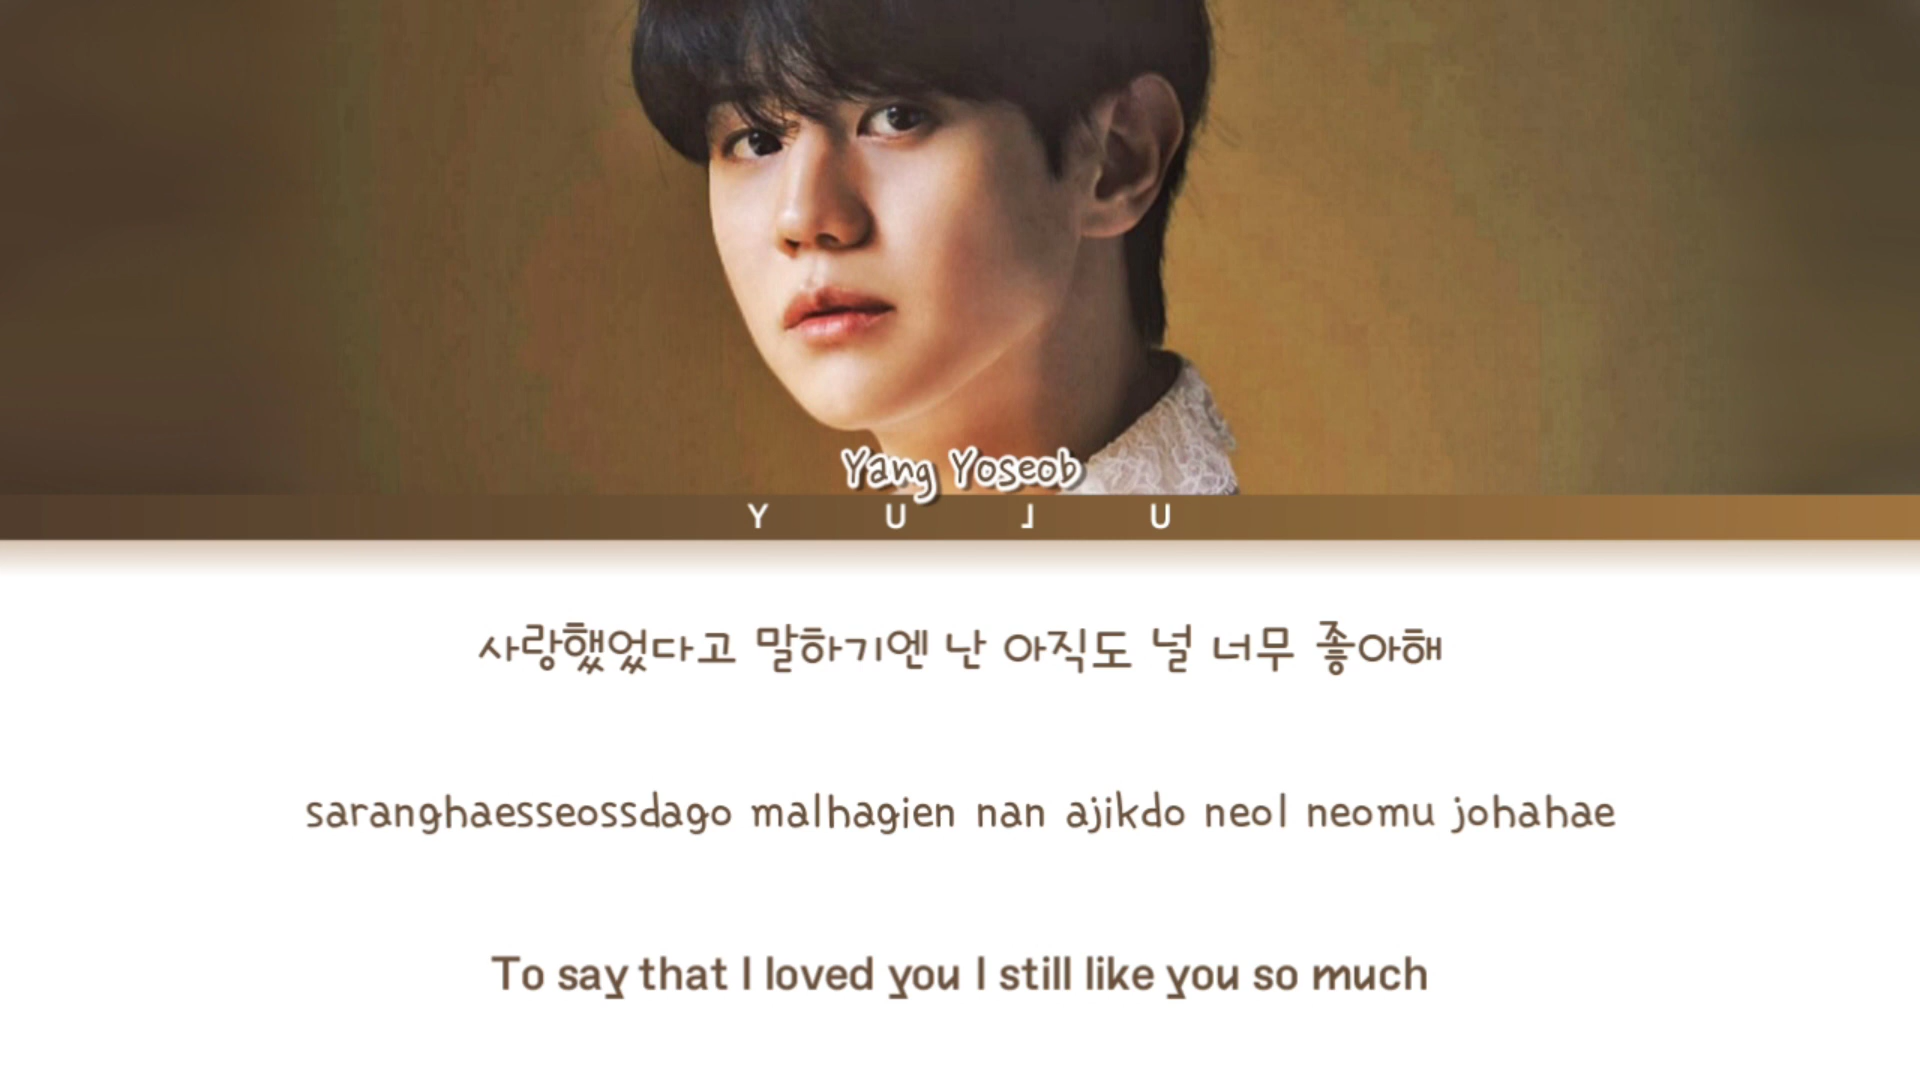 Yang Yoseob
YUJU
사랑했었다고 말하기엔 난 아직도 널 너무 좋아해
saranghaesseossdago malhagien nan ajikdo neol neomu johahae
To say that I loved you I still like you so much